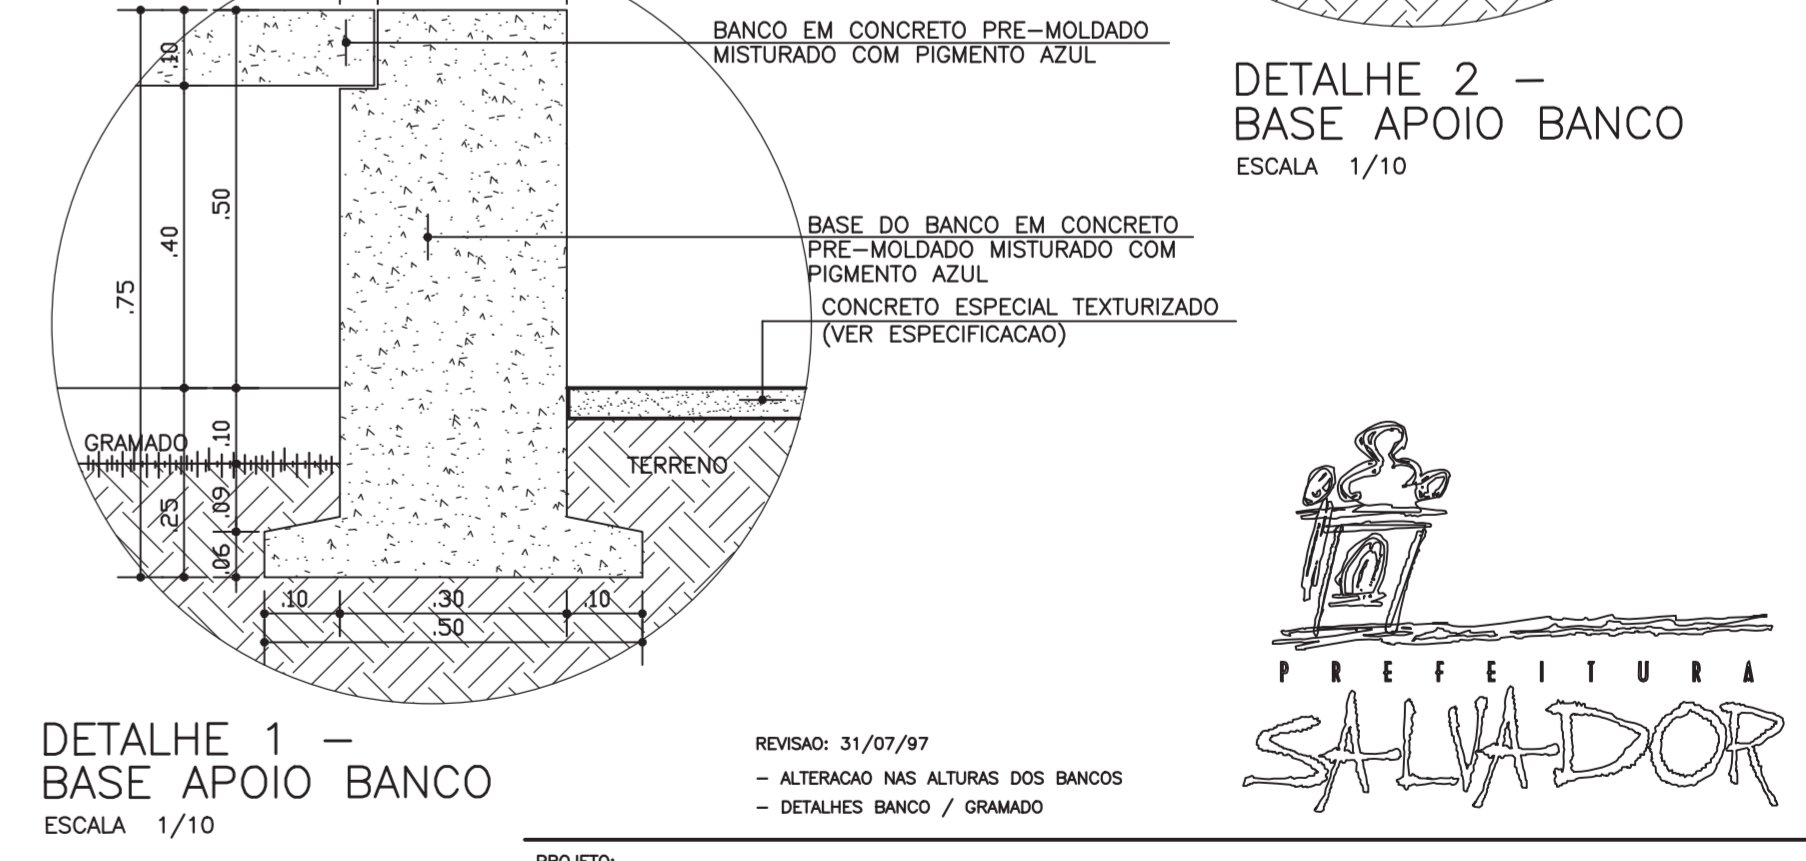 BANCO EM CONCRETO PRE-MOLDADO
MISTURADO COM PIGMENTO AZUL
DETALHE 2 -
BASE APOIO BANCO
ESCALA 1/10
.10
.50
.40
.75
BASE DO BANCO EM CONCRETO
PRE-MOLDADO MISTURADO COM
PIGMENTO AZUL
CONCRETO ESPECIAL TEXTURIZADO
(VER ESPECIFICACAO)
GRAMADO
.10
TERRENO
.25
.09
.06
.10 .30 .10
.50
PREFEITURA
SALVADOR
DETALHE 1 -
BASE APOIO BANCO
ESCALA 1/10
REVISAO: 31/07/97
- ALTERACAO NAS ALTURAS DOS BANCOS
- DETALHES BANCO / GRAMADO
PROJETO: